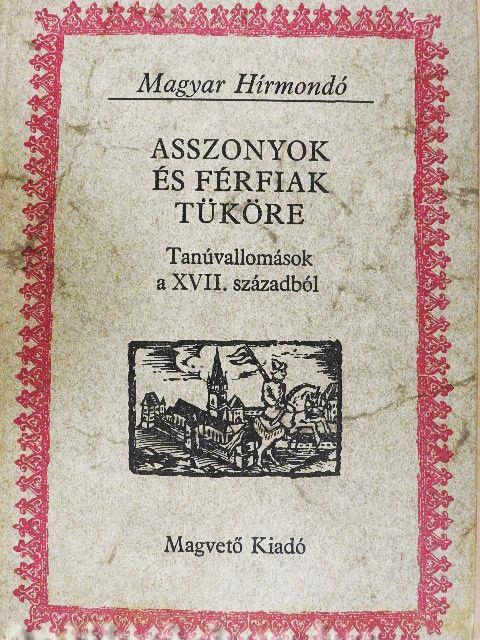 Magyar Hírmondó
ASSZONYOK
ÉS FÉRFIAK
TÜKÖRE
Tanúvallomások
a XVII. századból
Magvető Kiadó